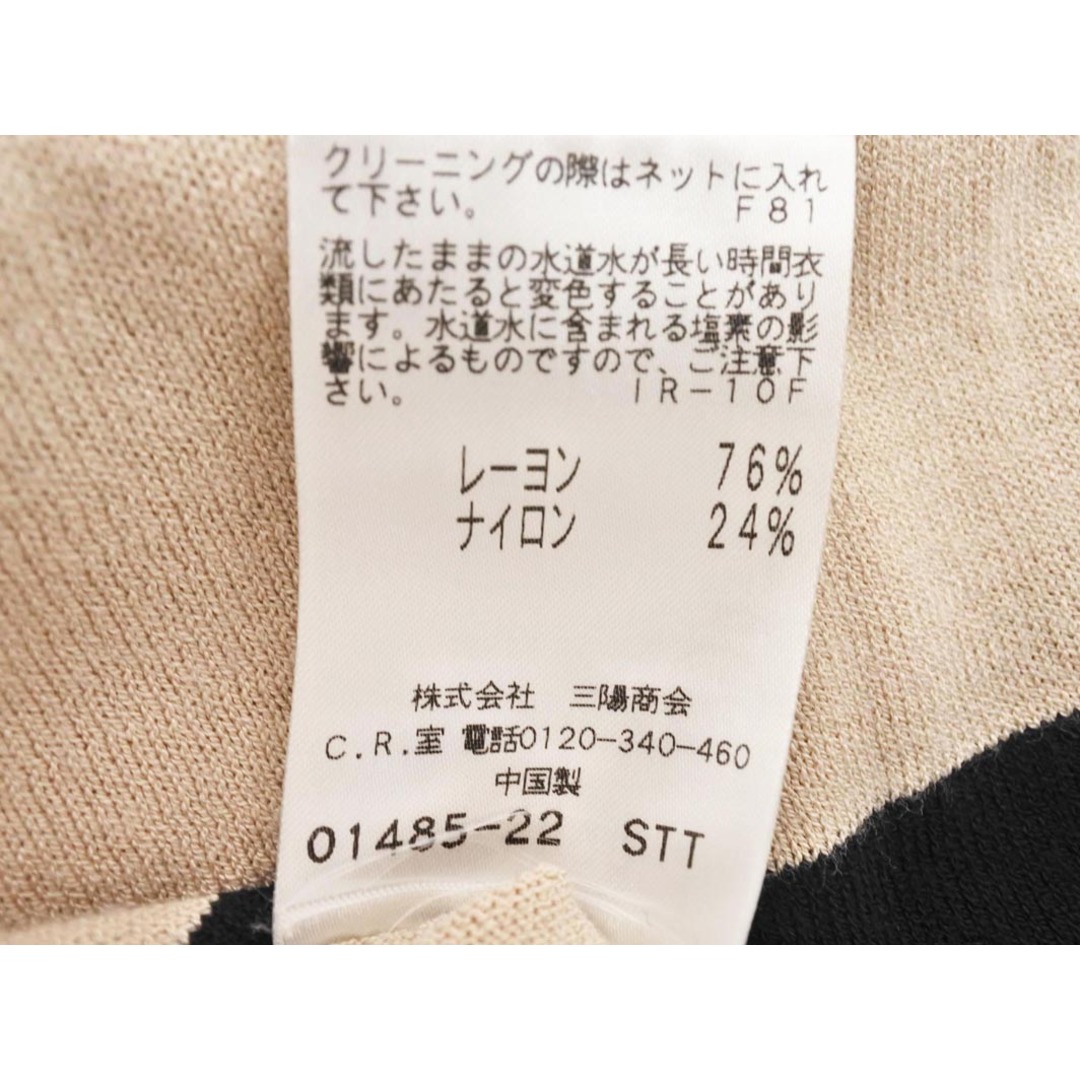 クリーニングの際はネットに入れ
て下さい。 F81
流したままの水道水が長い時間衣
類にあたると変色することがあり
ます。水道水に含まれる塩素の影
響によるものですので、ご注意下
さい。 IR-10F
レーヨン 76%
ナイロン 24%
株式会社 三陽商会
C.R.室 電話0120-340-460
中国製
01485-22 STT